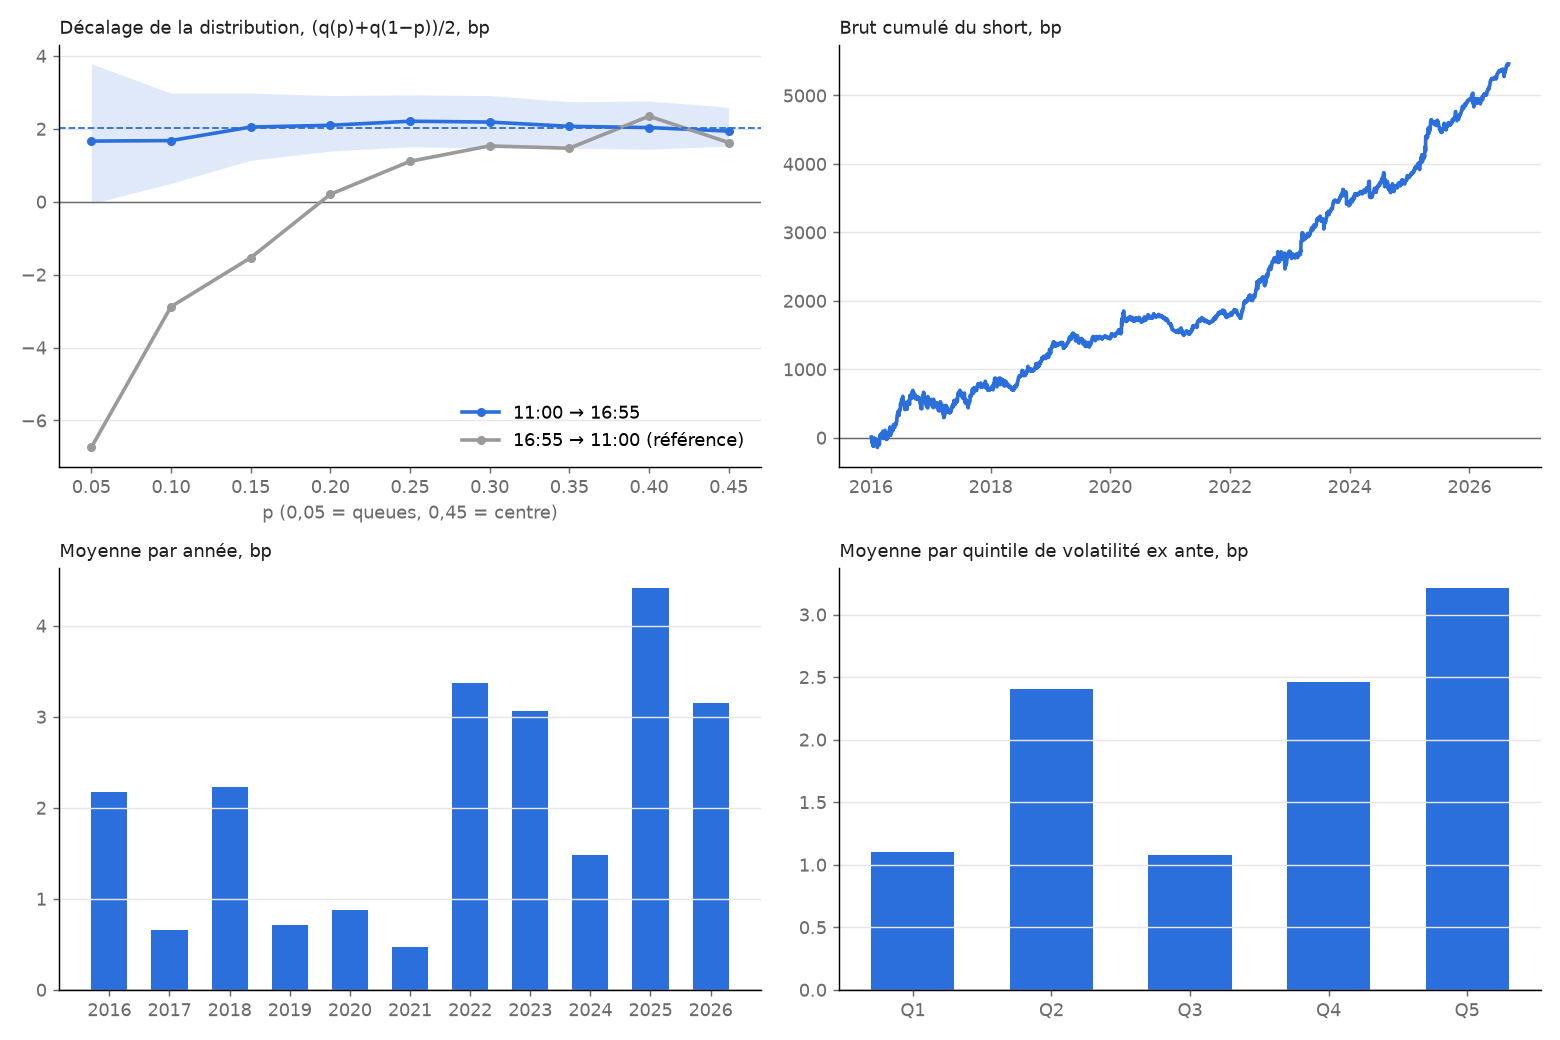 Décalage de la distribution, (q(p)+q(1−p))/2, bp
4
2
0
−2
−4
−6
11:00 → 16:55
16:55 → 11:00 (référence)
0.05 0.10 0.15 0.20 0.25 0.30 0.35 0.40 0.45
p (0,05 = queues, 0,45 = centre)
Brut cumulé du short, bp
5000
4000
3000
2000
1000
0
2016 2018 2020 2022 2024 2026
Moyenne par année, bp
4
3
2
1
0
2016 2017 2018 2019 2020 2021 2022 2023 2024 2025 2026
Moyenne par quintile de volatilité ex ante, bp
3.0
2.5
2.0
1.5
1.0
0.5
0.0
Q1 Q2 Q3 Q4 Q5